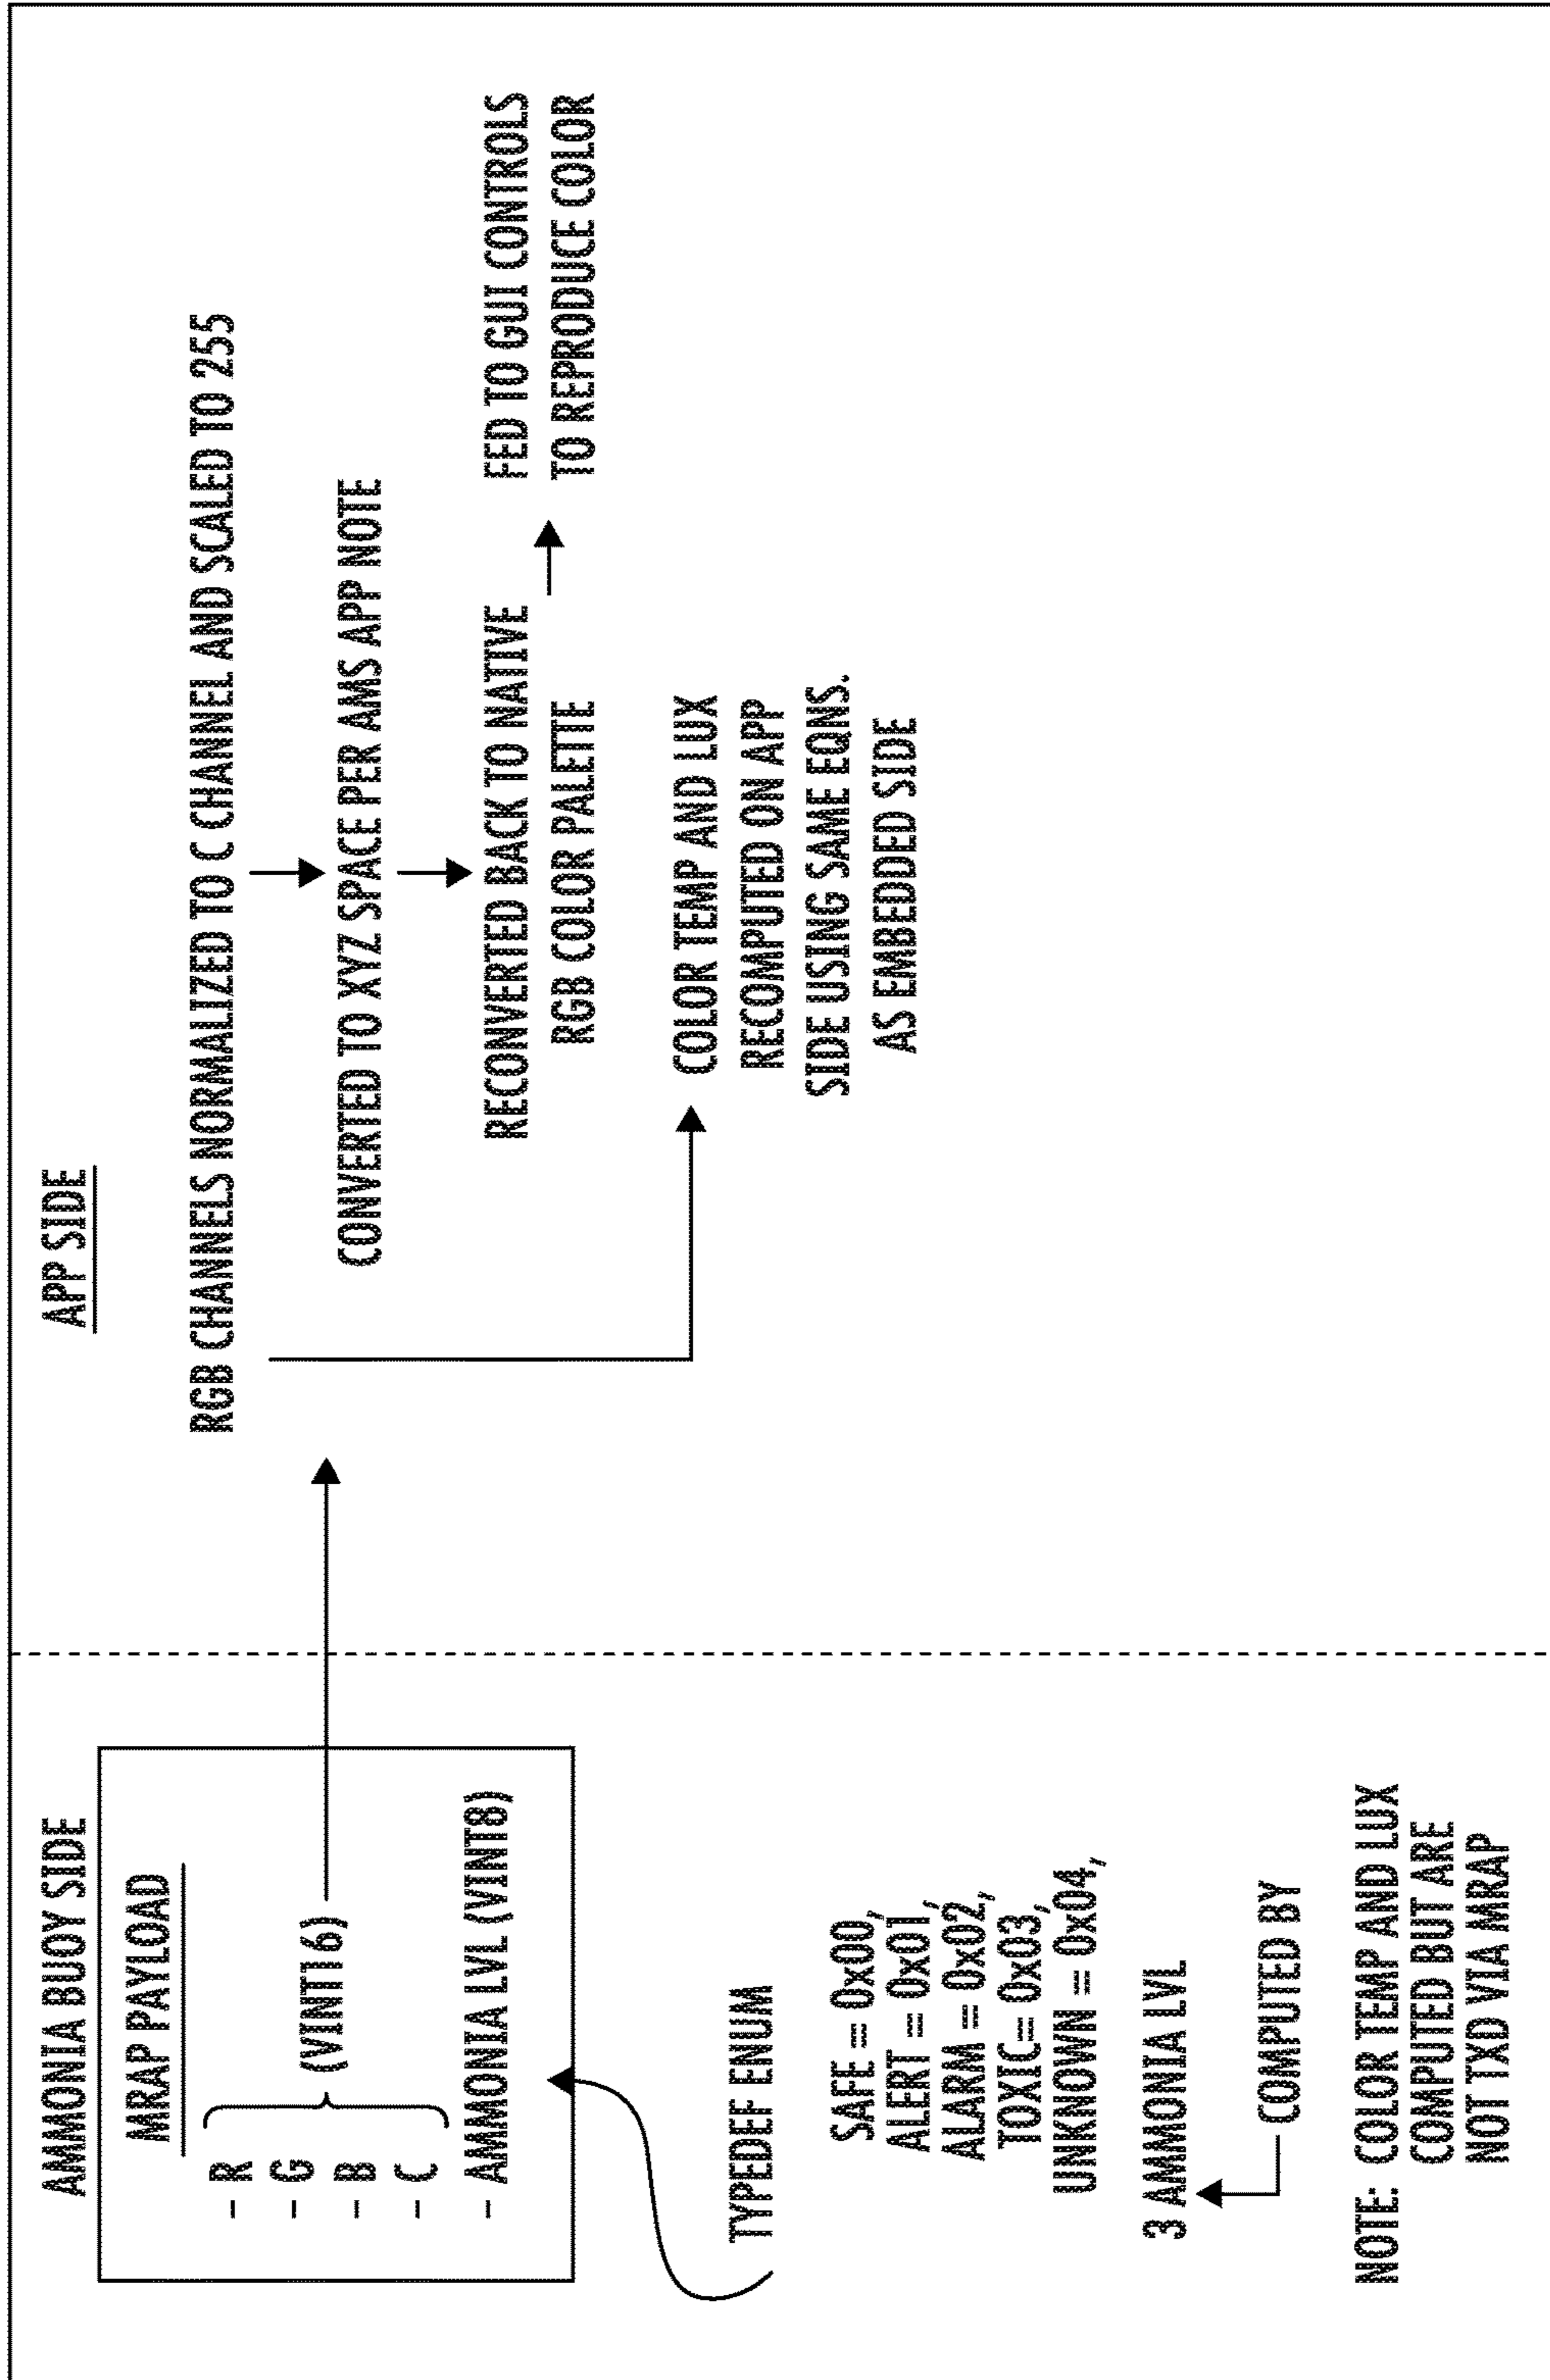 AMMONIA BUOY SIDE
MRAP PAYLOAD
- R
- G
- B
- C
(VINT16)
- AMMONIA LVL (VINT8)
TYPEDEF ENUM
SAFE = 0x00,
ALERT = 0x01,
ALARM = 0x02,
TOXIC= 0x03,
UNKNOWN = 0x04,
3 AMMONIA LVL
COMPUTED BY
NOTE: COLOR TEMP AND LUX
COMPUTED BUT ARE
NOT TXD VIA MRAP
APP SIDE
RGB CHANNELS NORMALIZED TO C CHANNEL AND SCALED TO 255
CONVERTED TO XYZ SPACE PER AMS APP NOTE
RECONVERTED BACK TO NATIVE
RGB COLOR PALETTE
FED TO GUI CONTROLS
TO REPRODUCE COLOR
COLOR TEMP AND LUX
RECOMPUTED ON APP
SIDE USING SAME EQNS.
AS EMBEDDED SIDE